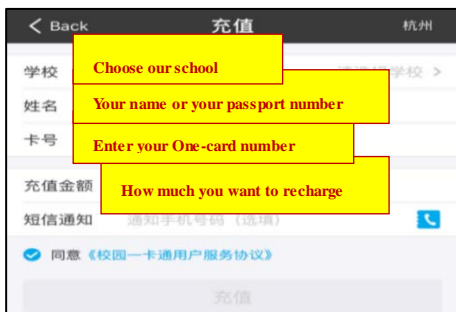 Back 充值 杭州
学校 Choose our school 学校 >
姓名 Your name or your passport number
卡号 Enter your One-card number
充值金额 How much you want to recharge
短信通知 通知手机号码（选填）
同意《校园一卡通用户服务协议》
充值